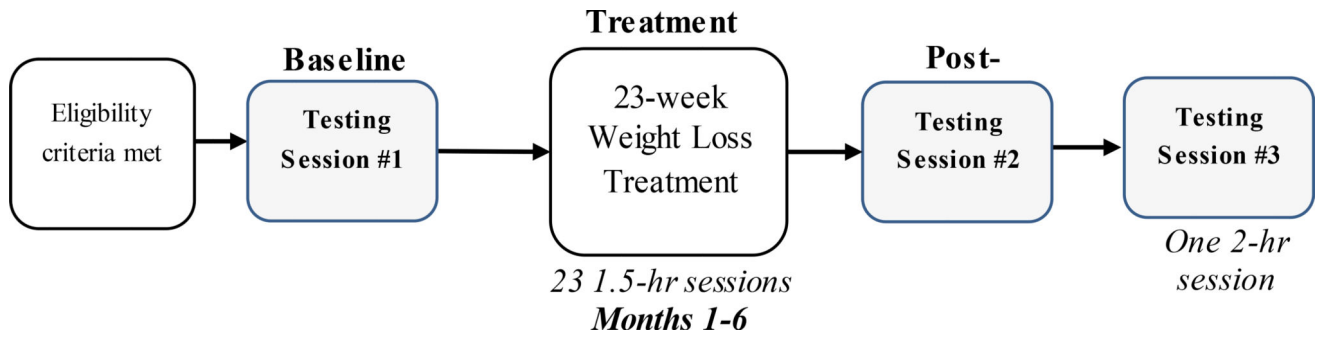 Eligibility
criteria met
Baseline
Testing
Session #1
Treatment
23-week
Weight Loss
Treatment
23 1.5-hr sessions
Months 1-6
Post-
Testing
Session #2
Testing
Session #3
One 2-hr
session